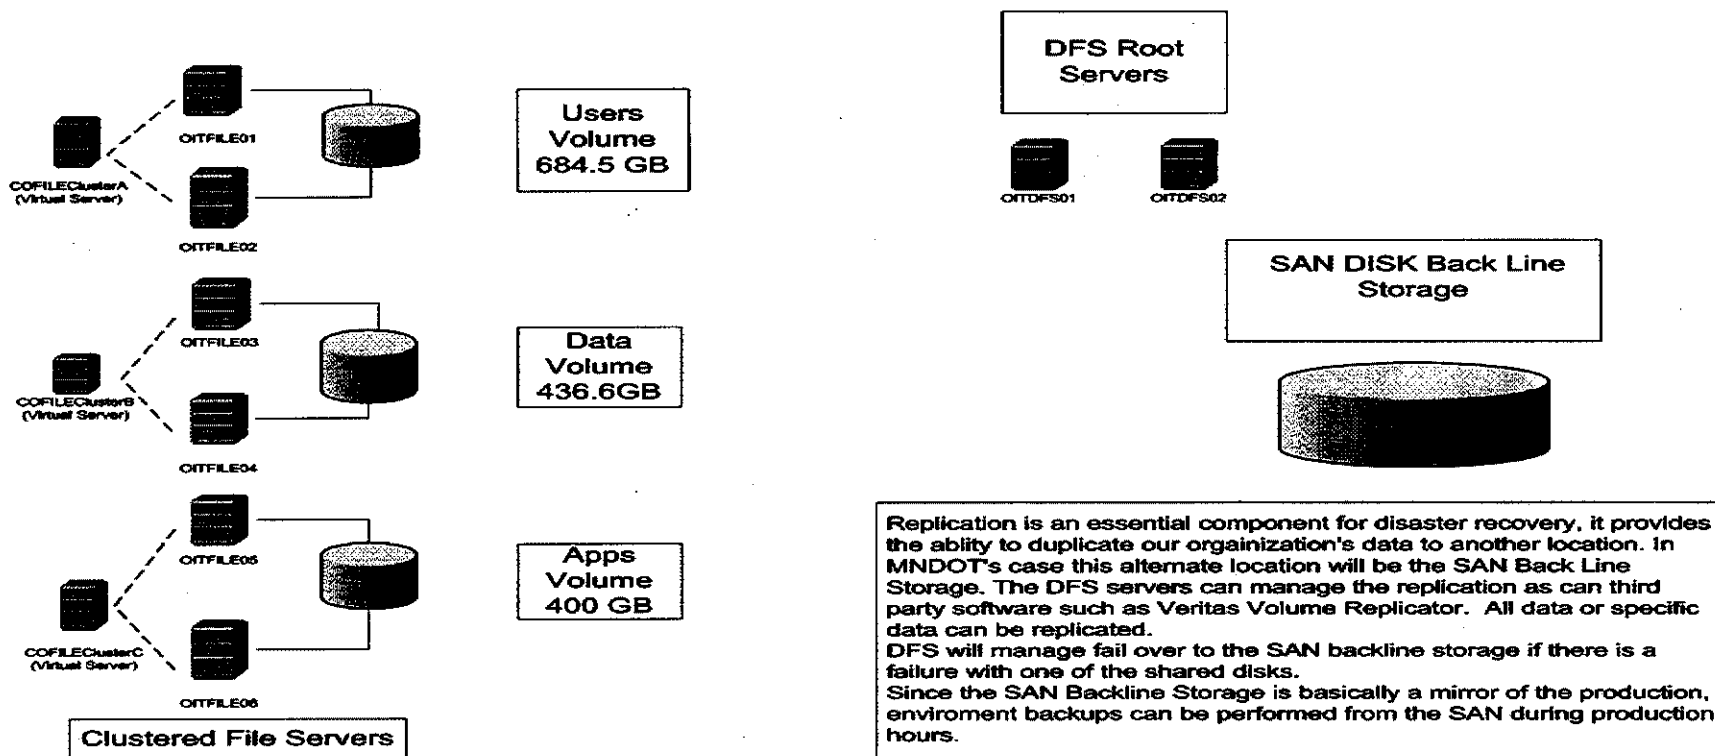 OITFILE01
COFILEClusterA
(Virtual Server)
OITFILE02
Users
Volume
684.5 GB
OITFILE03
COFILEClusterB
(Virtual Server)
OITFILE04
Data
Volume
436.6GB
OITFILE05
COFILEClusterC
(Virtual Server)
OITFILE06
Apps
Volume
400 GB
Clustered File Servers
DFS Root
Servers
OITDFS01
OITDFS02
SAN DISK Back Line
Storage
Replication is an essential component for disaster recovery, it provides
the ablity to duplicate our orgainization's data to another location. In
MNDOT's case this alternate location will be the SAN Back Line
Storage. The DFS servers can manage the replication as can third
party software such as Veritas Volume Replicator. All data or specific
data can be replicated.
DFS will manage fail over to the SAN backline storage if there is a
failure with one of the shared disks.
Since the SAN Backline Storage is basically a mirror of the production,
enviroment backups can be performed from the SAN during production
hours.